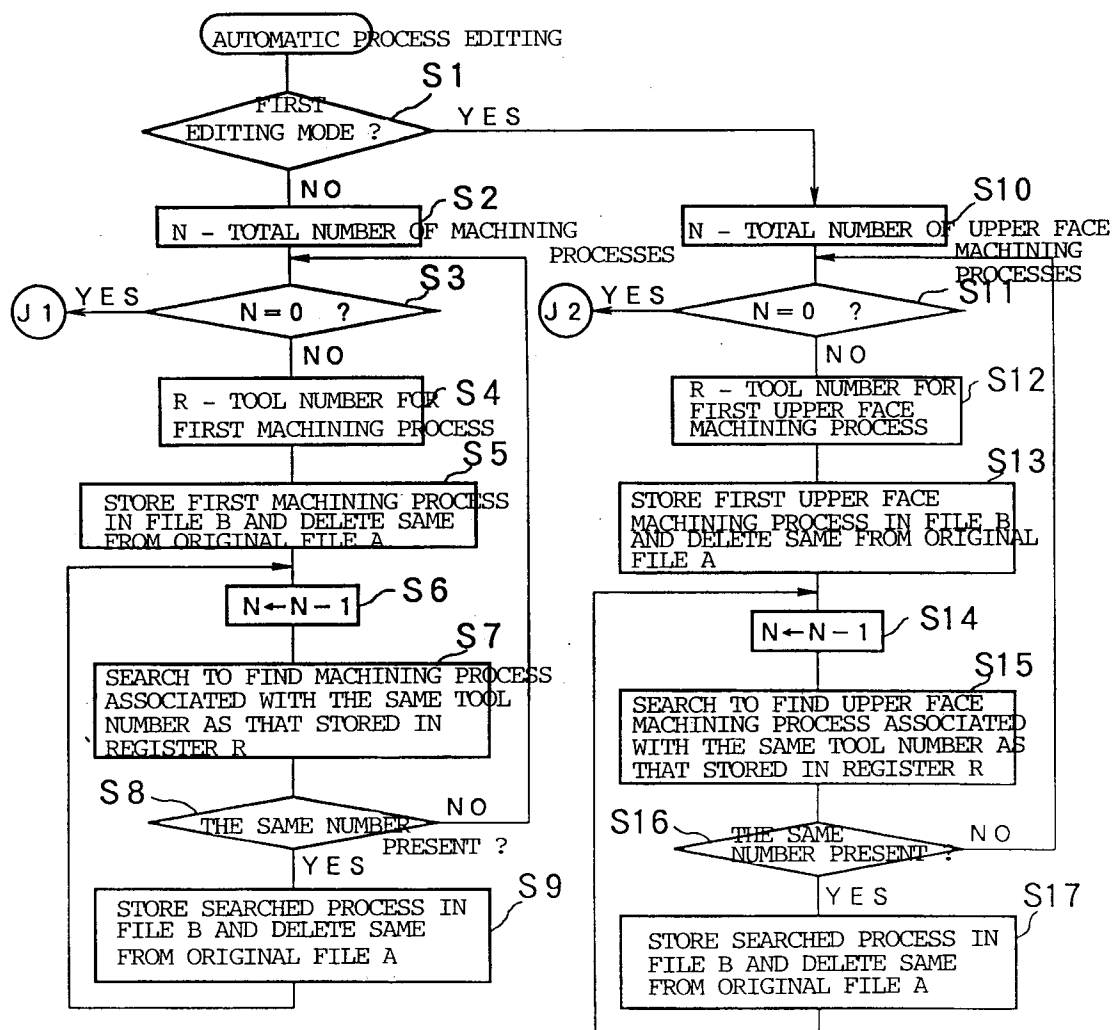 AUTOMATIC PROCESS EDITING
S1
FIRST
EDITING MODE ?
YES
NO
S2
N - TOTAL NUMBER OF MACHINING
PROCESSES
S3
N=0 ?
YES
J1
NO
S4
R - TOOL NUMBER FOR
FIRST MACHINING PROCESS
S5
STORE FIRST MACHINING PROCESS
IN FILE B AND DELETE SAME
FROM ORIGINAL FILE A
S6
N←N-1
S7
SEARCH TO FIND MACHINING PROCESS
ASSOCIATED WITH THE SAME TOOL
NUMBER AS THAT STORED IN
REGISTER R
S8
THE SAME NUMBER
PRESENT ?
NO
YES
S9
STORE SEARCHED PROCESS IN
FILE B AND DELETE SAME
FROM ORIGINAL FILE A
S10
N - TOTAL NUMBER OF UPPER FACE
MACHINING
PROCESSES
S11
N=0 ?
YES
J2
NO
S12
R - TOOL NUMBER FOR
FIRST UPPER FACE
MACHINING PROCESS
S13
STORE FIRST UPPER FACE
MACHINING PROCESS IN FILE B
AND DELETE SAME FROM ORIGINAL
FILE A
S14
N←N-1
S15
SEARCH TO FIND UPPER FACE
MACHINING PROCESS ASSOCIATED
WITH THE SAME TOOL NUMBER AS
THAT STORED IN REGISTER R
S16
THE SAME
NUMBER PRESENT ?
NO
YES
S17
STORE SEARCHED PROCESS IN
FILE B AND DELETE SAME
FROM ORIGINAL FILE A